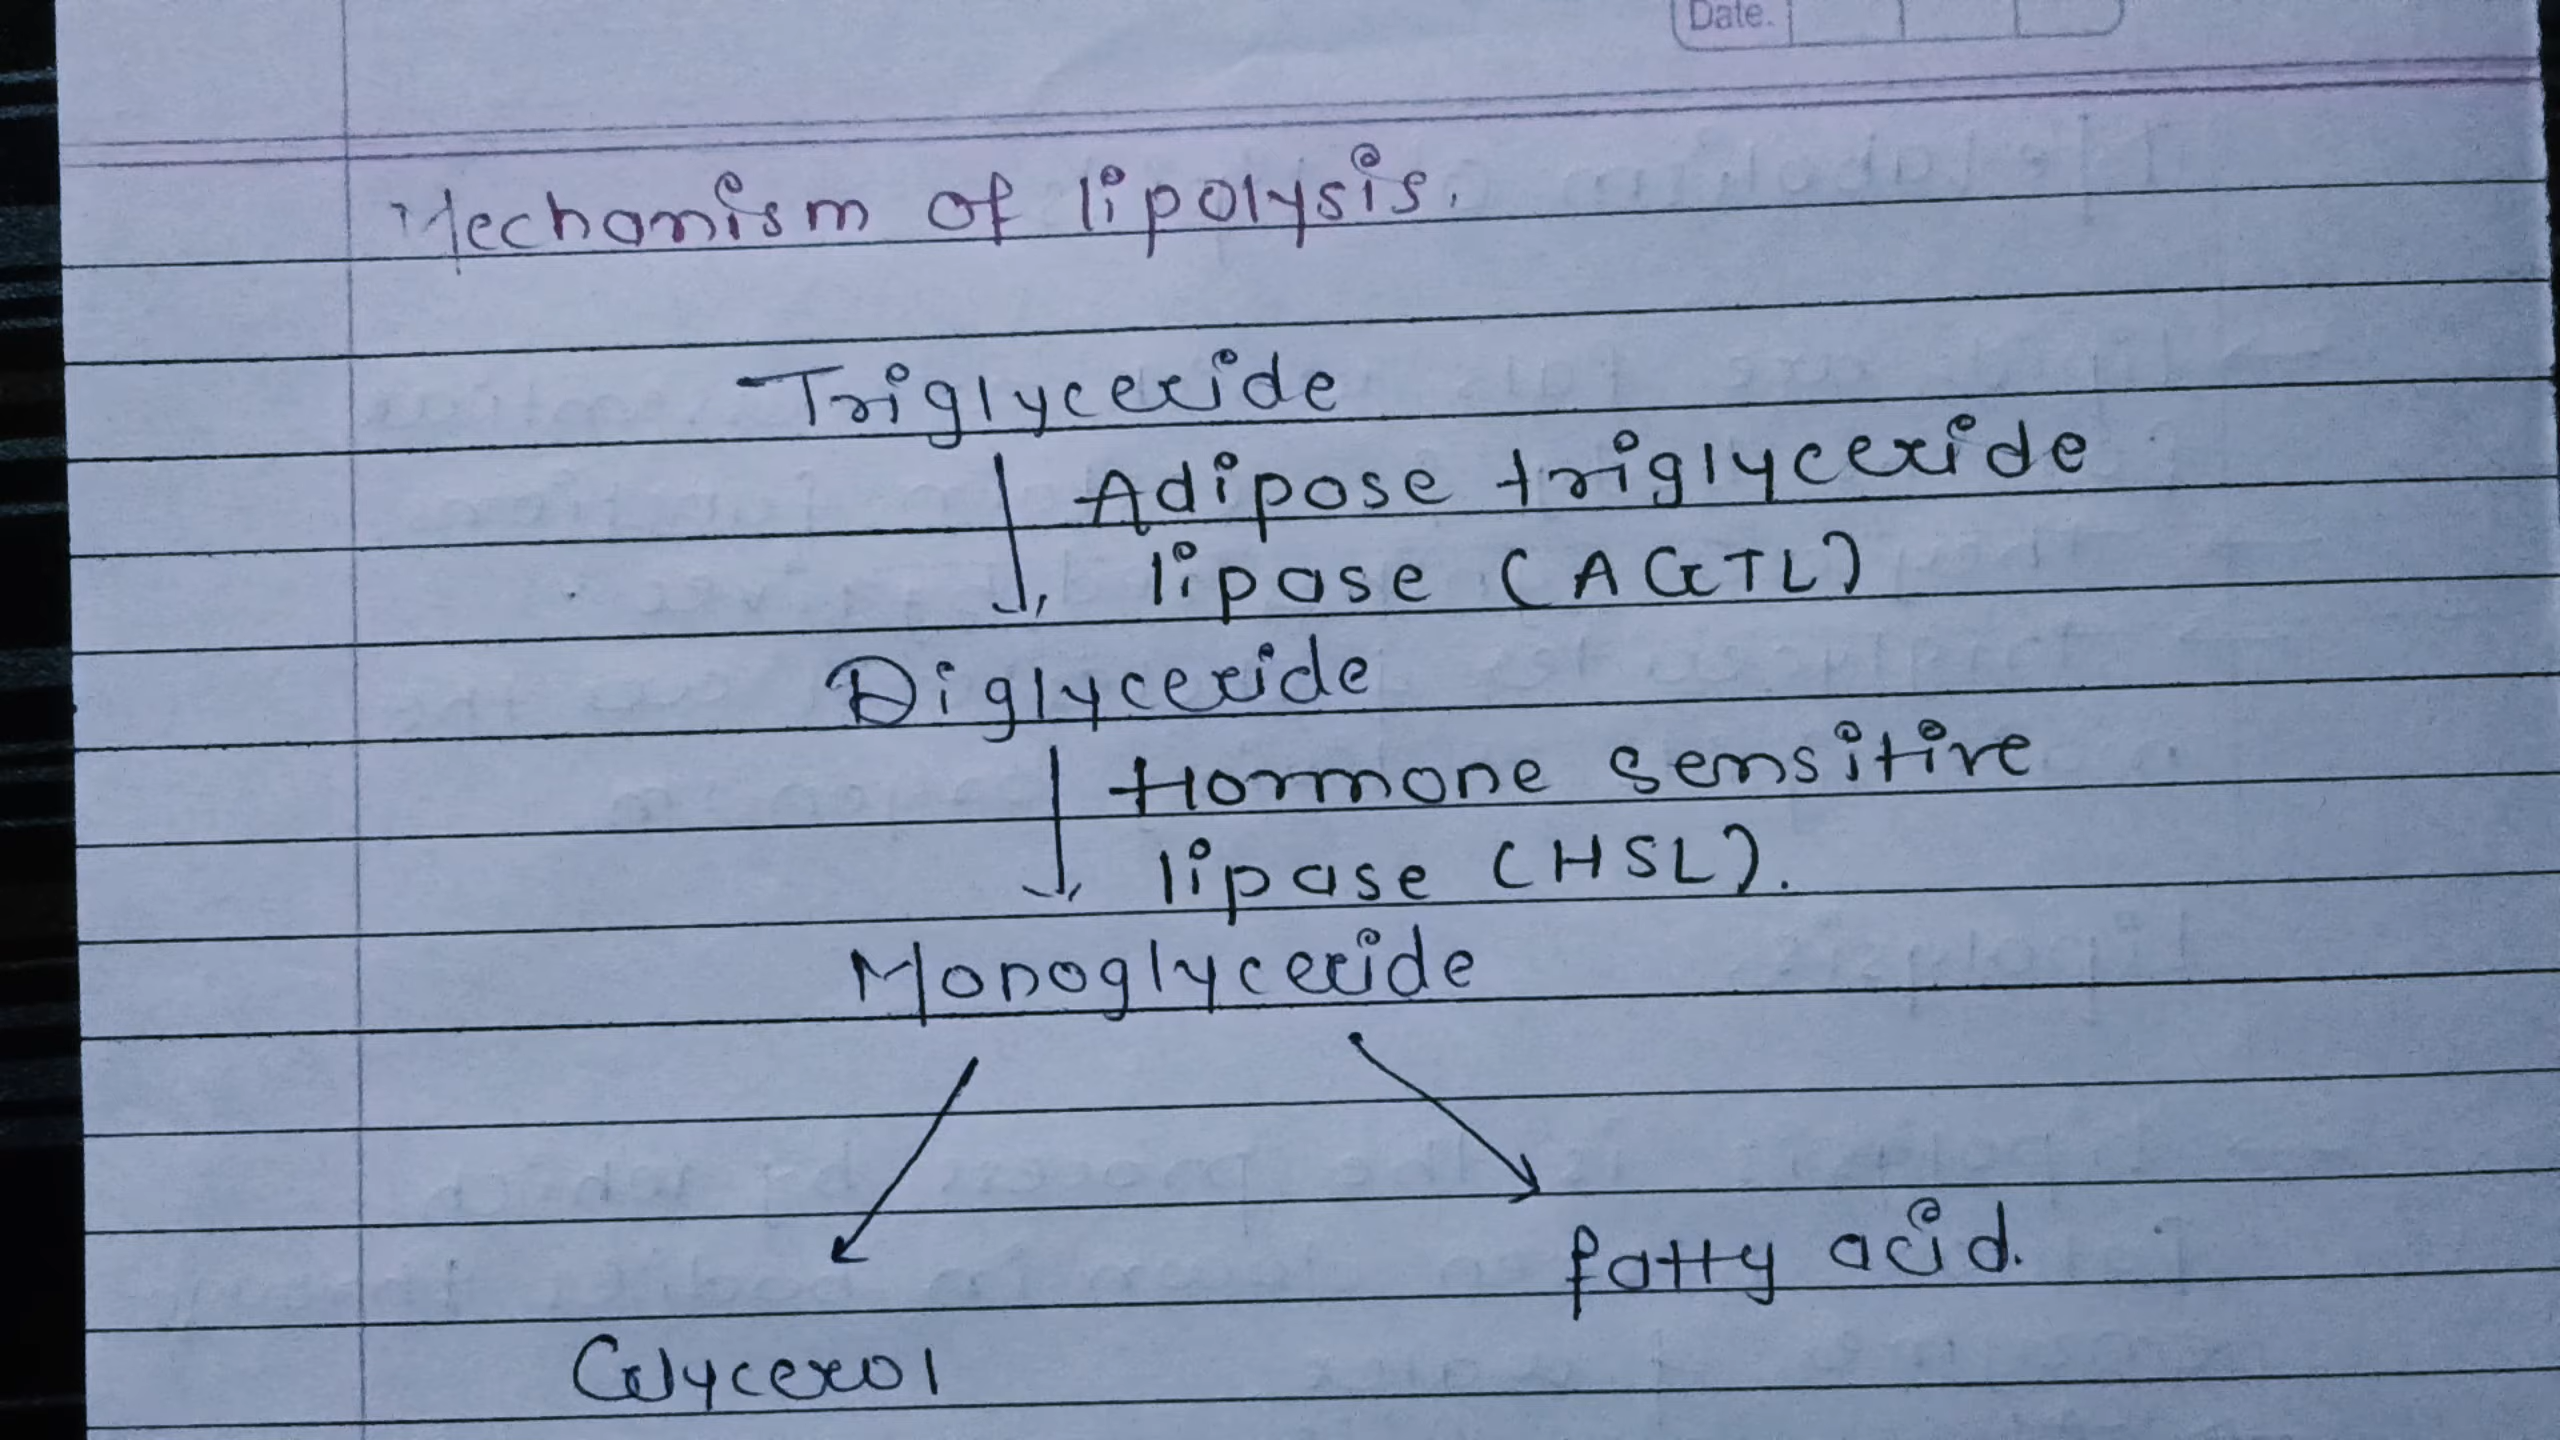 Date.
Mechanism of lipolysis.
Triglyceride
Adipose triglyceride
lipase (AGTL)
Diglyceride
Hormone sensitive
lipase (HSL).
Monoglyceride
fatty acid.
Glycerol